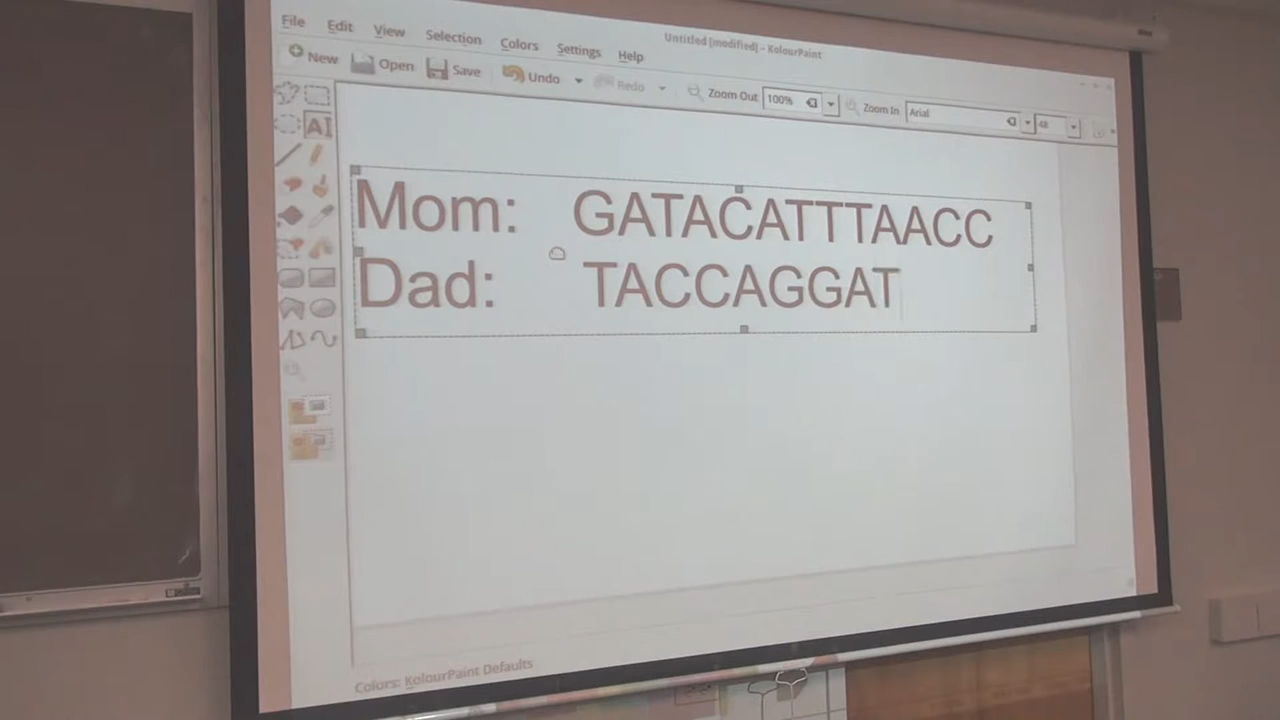 Untitled [modified] - KolourPaint
File Edit View Selection Colors Settings Help
New Open Save Undo Redo Zoom Out 100% Zoom In Arial 48
Mom: GATACATTTAACC
Dad: TACCAGGAT
Colors: KolourPaint Defaults